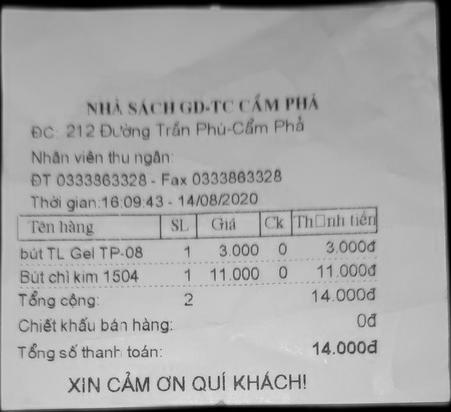 NHÀ SÁCH GD-TC CẨM PHẢ
ĐC: 212 Đường Trần Phú-Cẩm Phả
Nhân viên thu ngân:
ĐT 0333863328 - Fax 0333863328
Thời gian:16:09:43 - 14/08/2020
Tên hàng SL Giá Ck Th□nh tiền
bút TL Gel TP-08 1 3.000 0 3.000đ
Bút chì kim 1504 1 11.000 0 11.000đ
Tổng cộng: 2 14.000đ
Chiết khấu bán hàng: 0đ
Tổng số thanh toán: 14.000đ
XIN CẢM ƠN QUÍ KHÁCH!